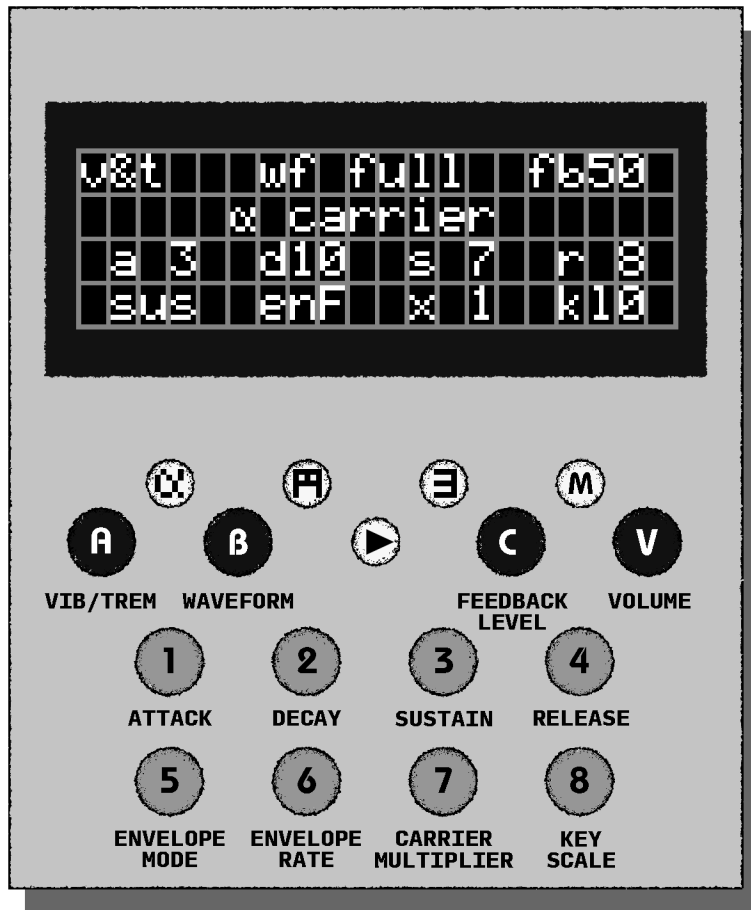 v&t wf full fb50
α carrier
a 3 d10 s 7 r 8
sus enF x 1 kl0
α A Ǝ M
A B ▶ C V
VIB/TREM WAVEFORM FEEDBACK LEVEL VOLUME
1 2 3 4
ATTACK DECAY SUSTAIN RELEASE
5 6 7 8
ENVELOPE MODE ENVELOPE RATE CARRIER MULTIPLIER KEY SCALE